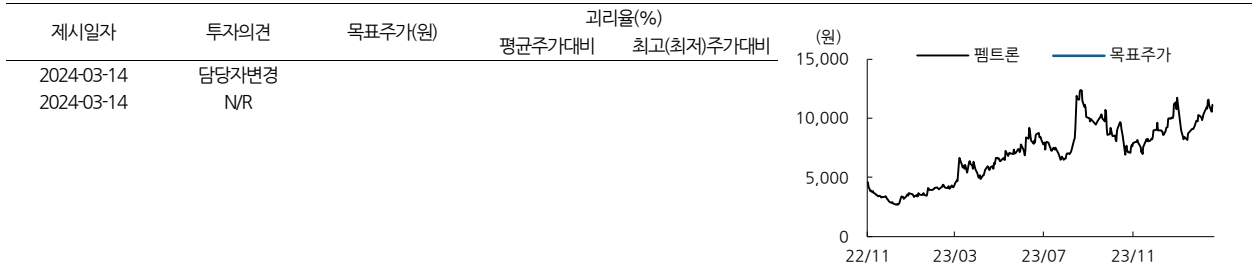 제시일자 투자의견 목표주가(원) 괴리율(%)
평균주가대비 최고(최저)주가대비
2024-03-14 담당자변경
2024-03-14 N/R
(원)
펨트론 목표주가
15,000
10,000
5,000
0
22/11 23/03 23/07 23/11